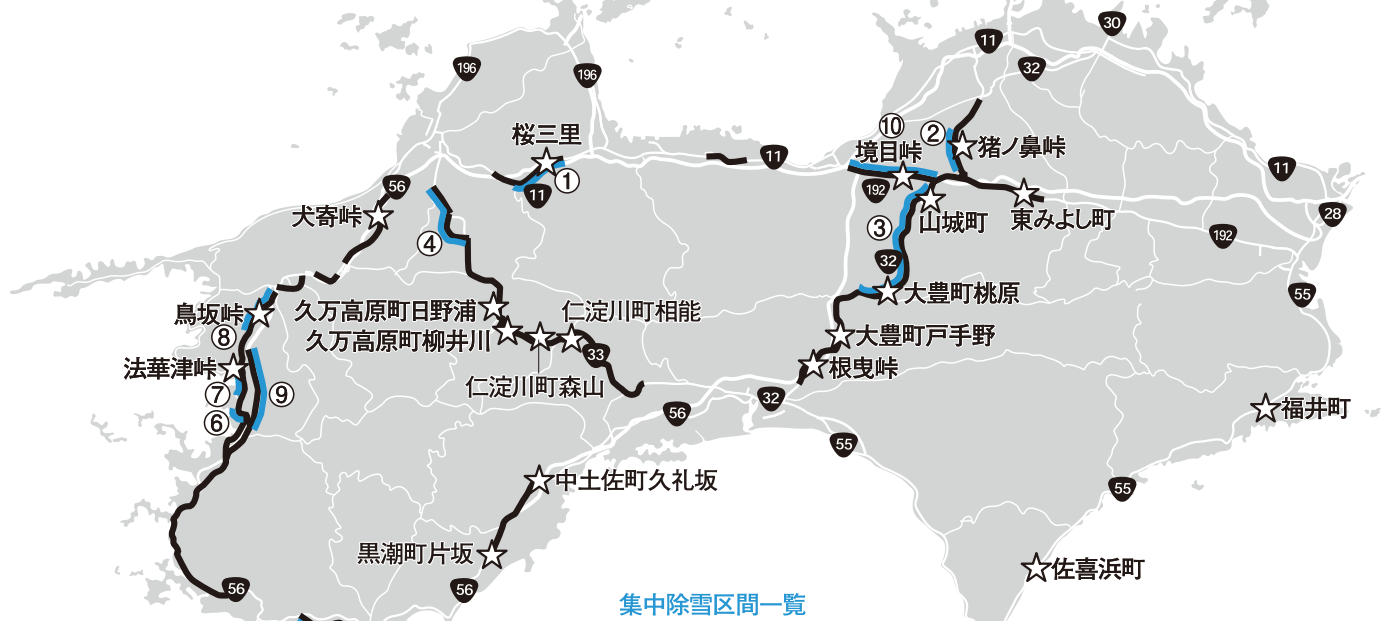 30
11
32
196
196
⑩
②
桜三里
境目峠
猪ノ鼻峠
11
11
①
56
11
192
28
犬寄峠
山城町
東みよし町
③
192
④
32
大豊町桃原
55
鳥坂峠
久万高原町日野浦
仁淀川町相能
⑧
久万高原町柳井川
大豊町戸手野
33
法華津峠
根曳峠
仁淀川町森山
⑦
⑨
32
56
福井町
⑥
55
中土佐町久礼坂
55
黒潮町片坂
佐喜浜町
56
56
集中除雪区間一覧